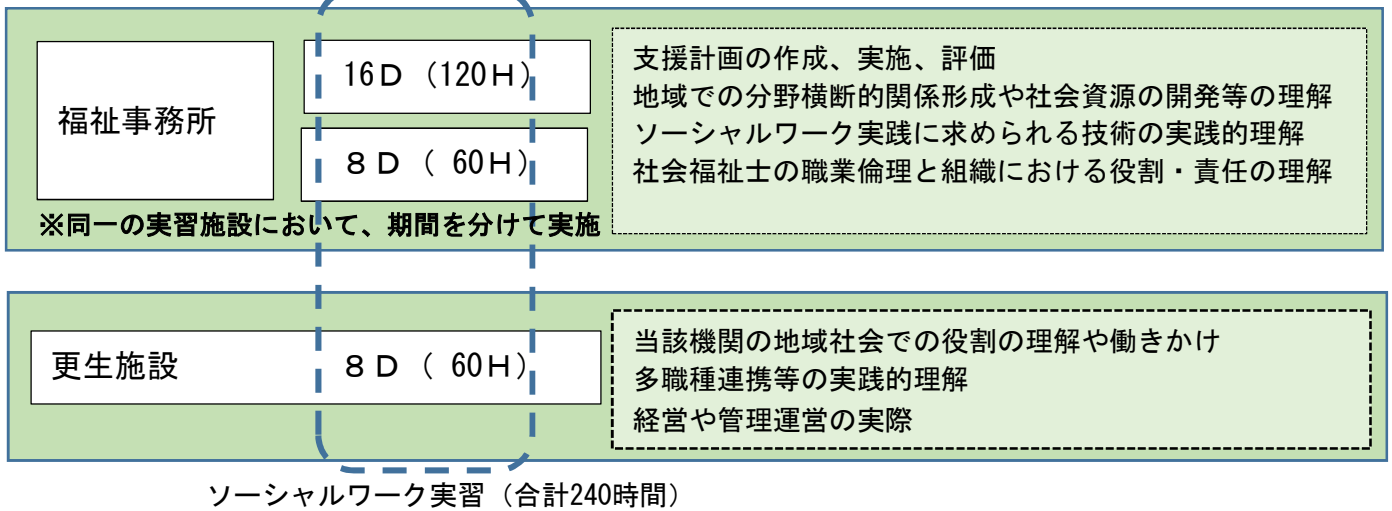 福祉事務所
16D（120H）
８D（ 60H）
※同一の実習施設において、期間を分けて実施
支援計画の作成、実施、評価
地域での分野横断的関係形成や社会資源の開発等の理解
ソーシャルワーク実践に求められる技術の実践的理解
社会福祉士の職業倫理と組織における役割・責任の理解
更生施設
８D（ 60H）
当該機関の地域社会での役割の理解や働きかけ
多職種連携等の実践的理解
経営や管理運営の実際
ソーシャルワーク実習（合計240時間）